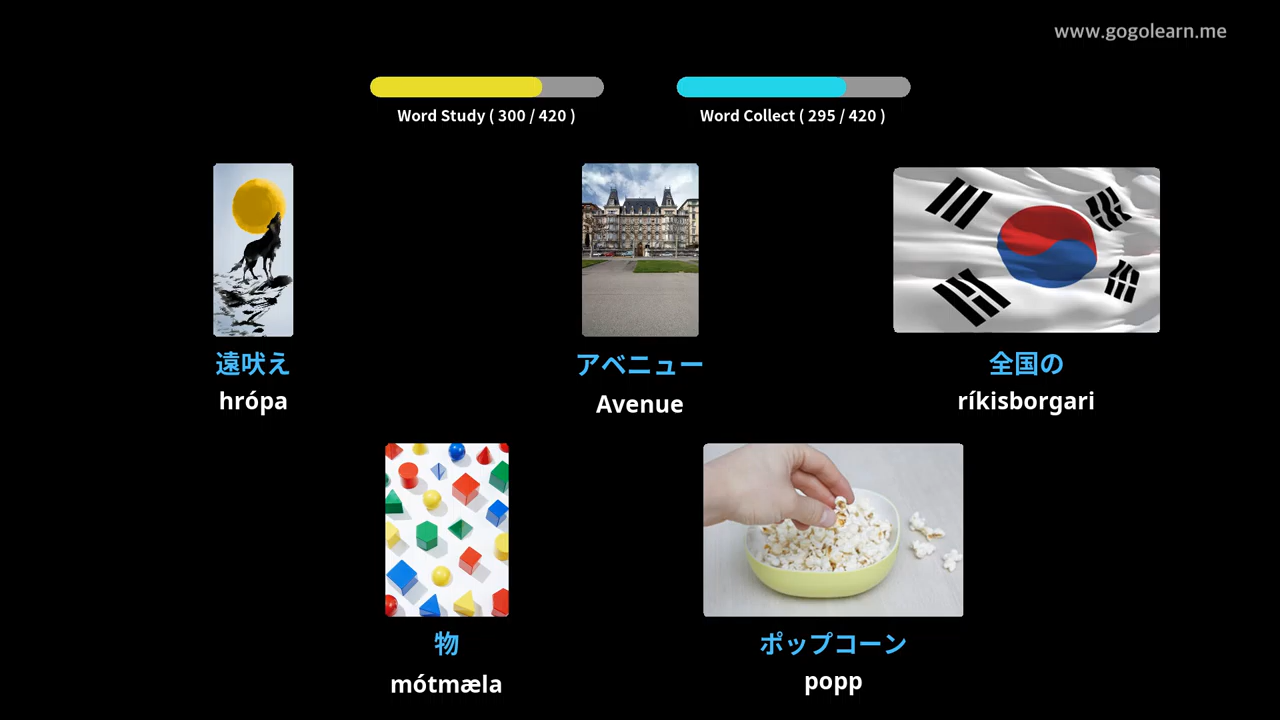 www.gogolearn.me
Word Study ( 300 / 420 )
Word Collect ( 295 / 420 )
遠吠え
hrópa
アベニュー
Avenue
全国の
ríkisborgari
物
mótmæla
ポップコーン
popp